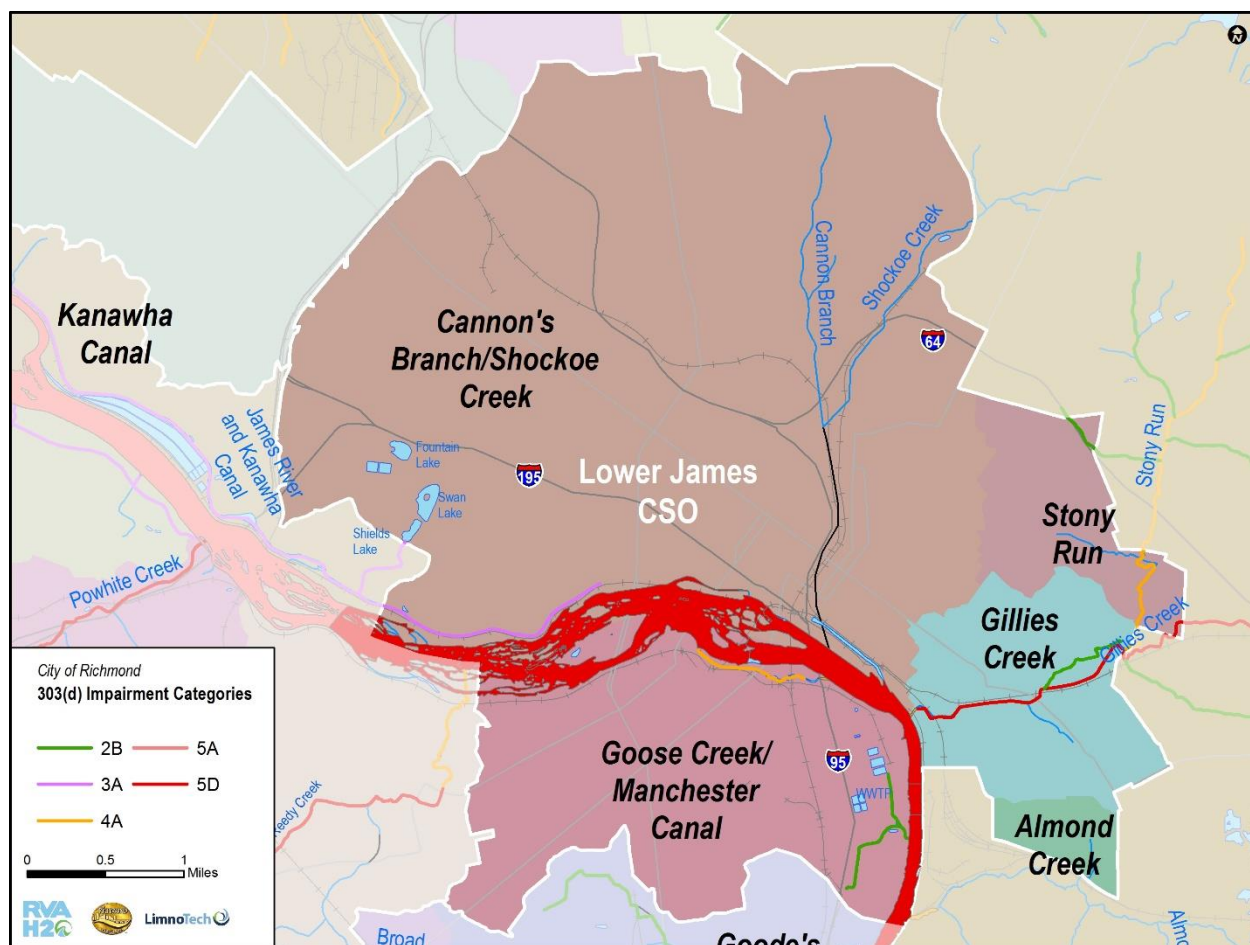 N
Kanawha
Canal
Cannon's
Branch/Shockoe
Creek
Cannon Branch
Shockoe Creek
64
James River
and Kanawha
Canal
Fountain
Lake
Swan
Lake
Shields
Lake
195
Lower James
CSO
Stony Run
Stony
Run
Powhite Creek
Gillies
Creek
Gillies Creek
City of Richmond
303(d) Impairment Categories
2B
5A
3A
5D
4A
0
0.5
1
Miles
Reedy Creek
Goose Creek/
Manchester
Canal
95
WWTP
Almond
Creek
RVA
H2O
LimnoTech
Broad
Goode's
Almo